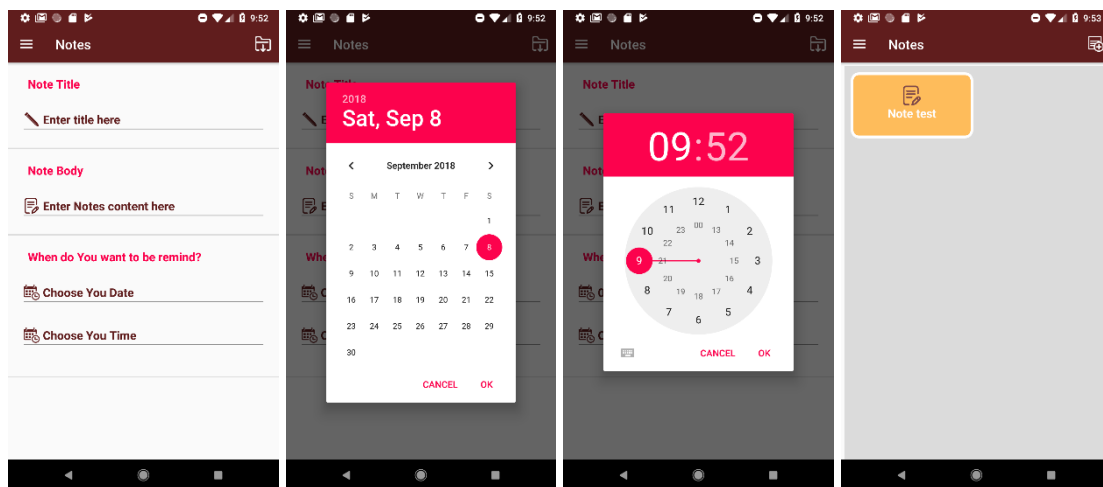 9:52
Notes
Note Title
Enter title here
Note Body
Enter Notes content here
When do You want to be remind?
Choose You Date
Choose You Time
9:52
Notes
2018
Sat, Sep 8
September 2018
S M T W T F S
1
2 3 4 5 6 7 8
9 10 11 12 13 14 15
16 17 18 19 20 21 22
23 24 25 26 27 28 29
30
CANCEL OK
9:52
Notes
Note Title
09:52
12
11 1
00
10 23 13 2
22 14
9 21 15 3
20 16
8 19 18 17 4
7 5
6
CANCEL OK
9:53
Notes
Note test